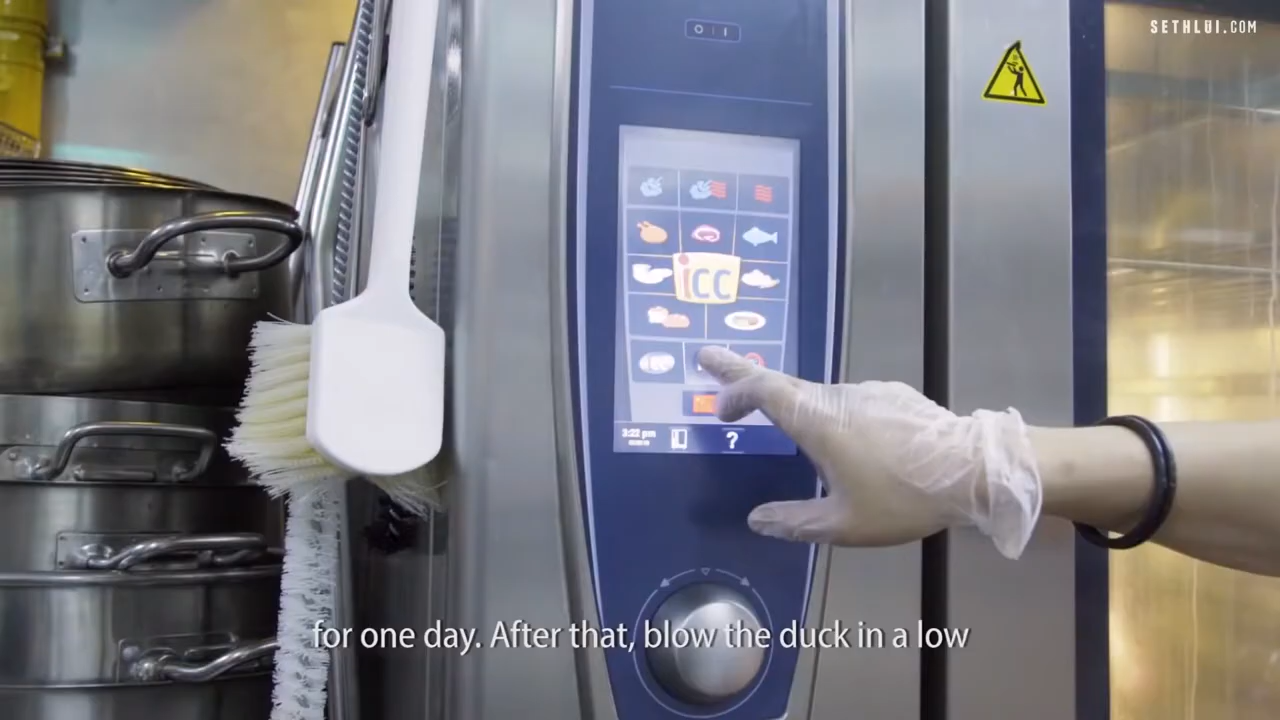 SETHLUI.COM
O I
iCC
3:22 pm
?
for one day. After that, blow the duck in a low